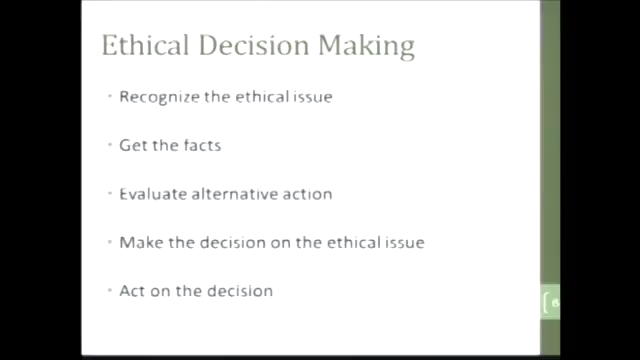 Ethical Decision Making
• Recognize the ethical issue
• Get the facts
• Evaluate alternative action
• Make the decision on the ethical issue
• Act on the decision